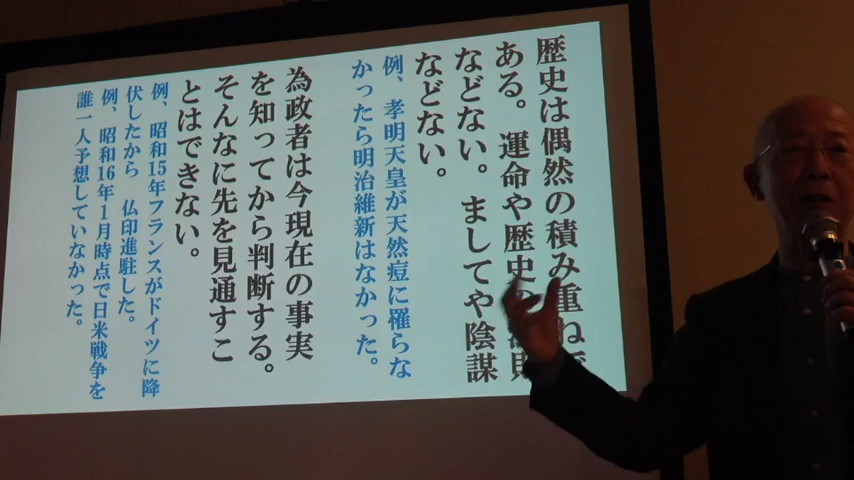 歴史は偶然の積み重ねで
ある。運命や歴史の法則
などない。ましてや陰謀
などない。
例、孝明天皇が天然痘に罹らな
かったら明治維新はなかった。
為政者は今現在の事実
を知ってから判断する。
そんなに先を見通すこ
とはできない。
例、昭和15年フランスがドイツに降
伏したから 仏印進駐した。
例、昭和16年1月時点で日米戦争を
誰一人予想していなかった。